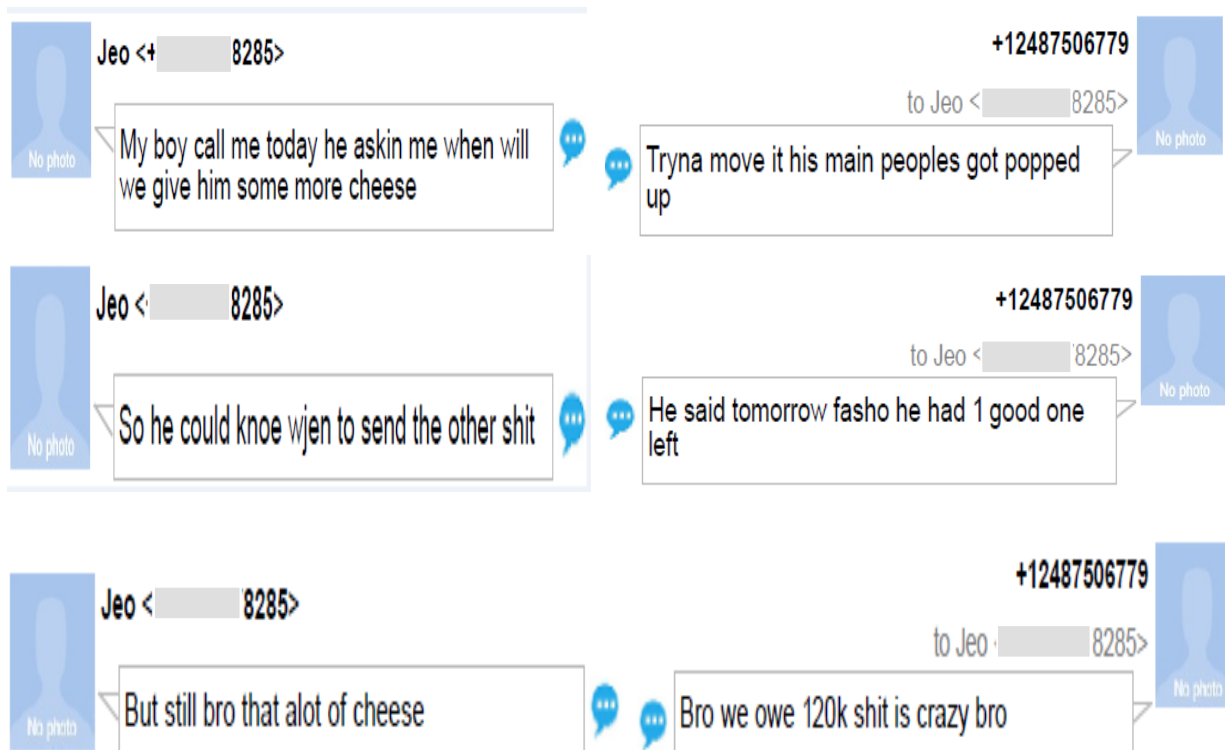 Jeo <+ 8285>
No photo
My boy call me today he askin me when will
we give him some more cheese
+12487506779
to Jeo < 8285>
No photo
Tryna move it his main peoples got popped
up
Jeo < 8285>
No photo
So he could knoe wjen to send the other shit
+12487506779
to Jeo < 8285>
No photo
He said tomorrow fasho he had 1 good one
left
Jeo < 8285>
No photo
But still bro that alot of cheese
+12487506779
to Jeo 8285>
No photo
Bro we owe 120k shit is crazy bro